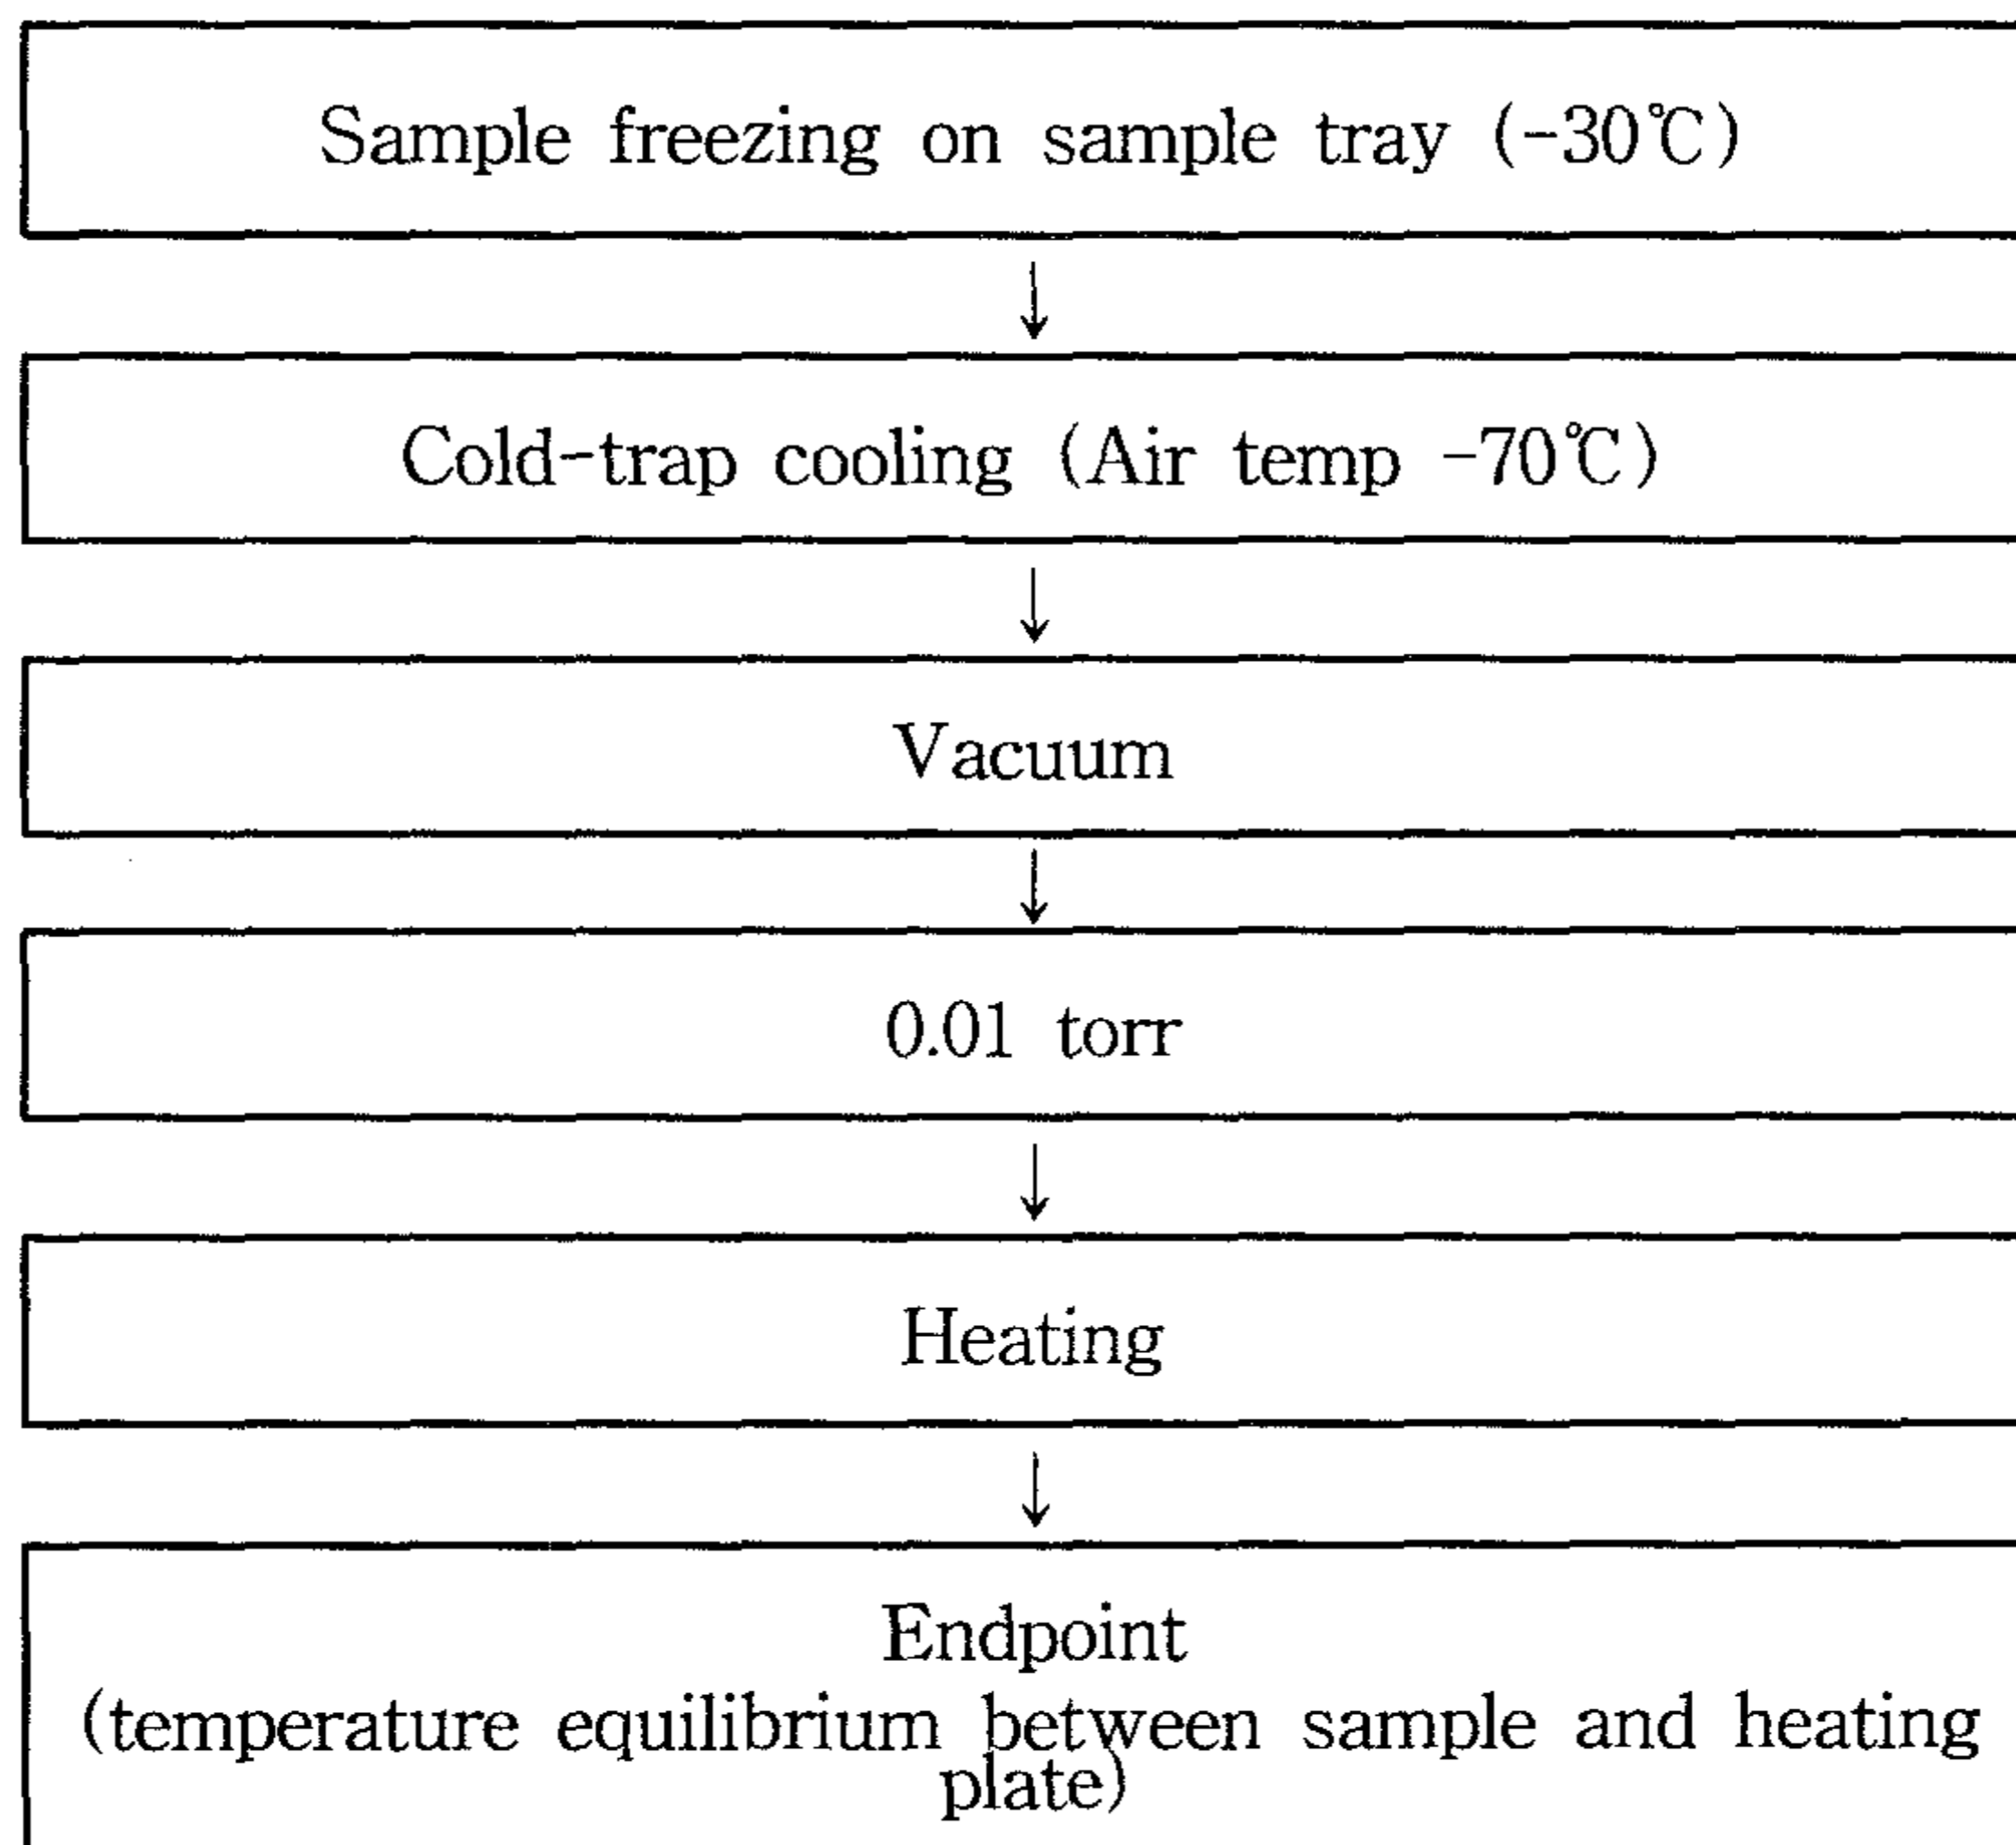 Sample freezing on sample tray (-30℃)
Cold-trap cooling (Air temp -70℃)
Vacuum
0.01 torr
Heating
Endpoint
(temperature equilibrium between sample and heating
plate)